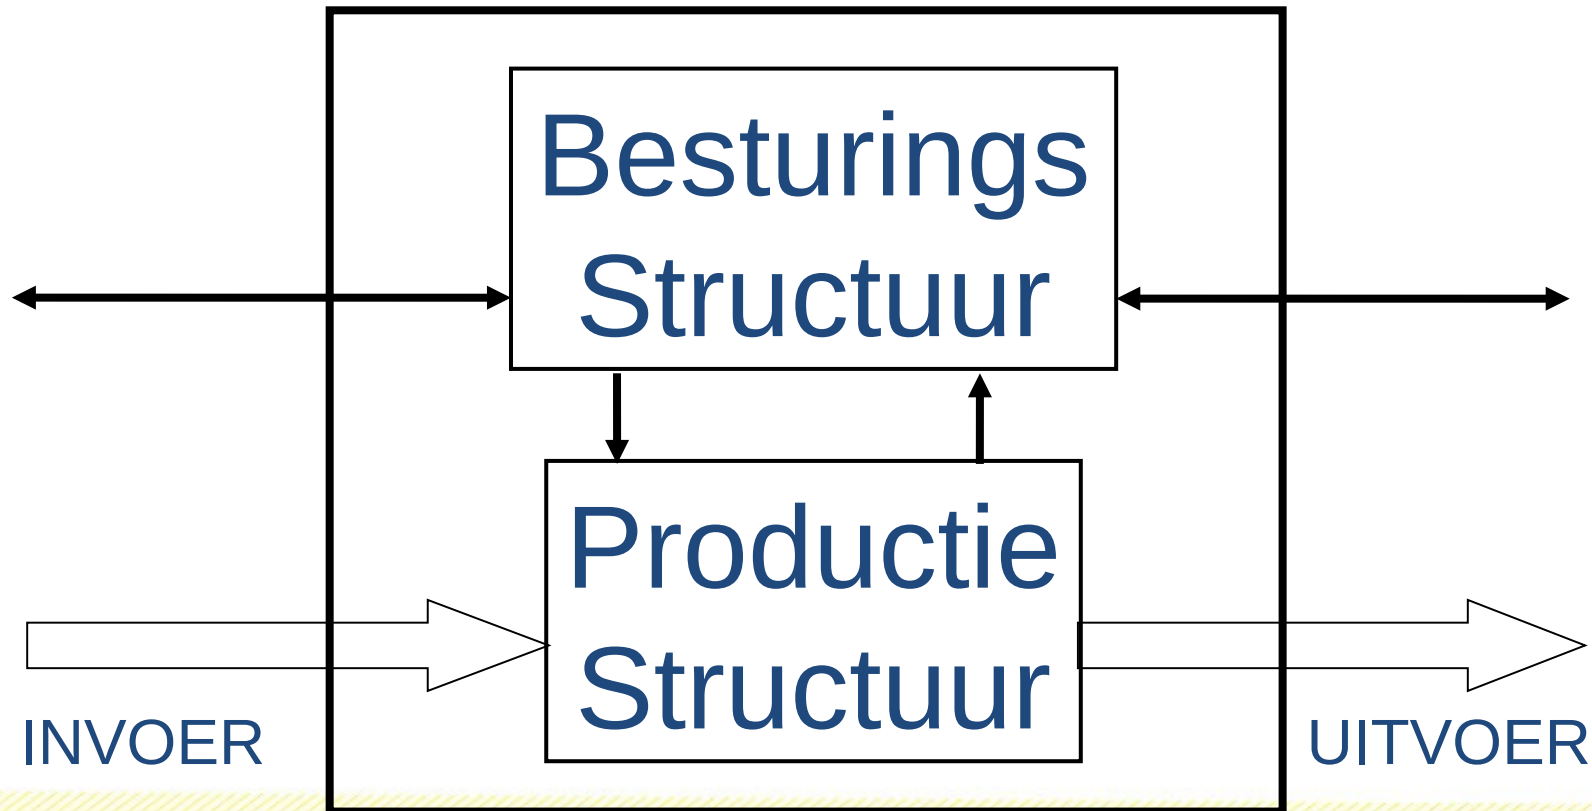 Besturings
Structuur
Productie
Structuur
INVOER
UITVOER